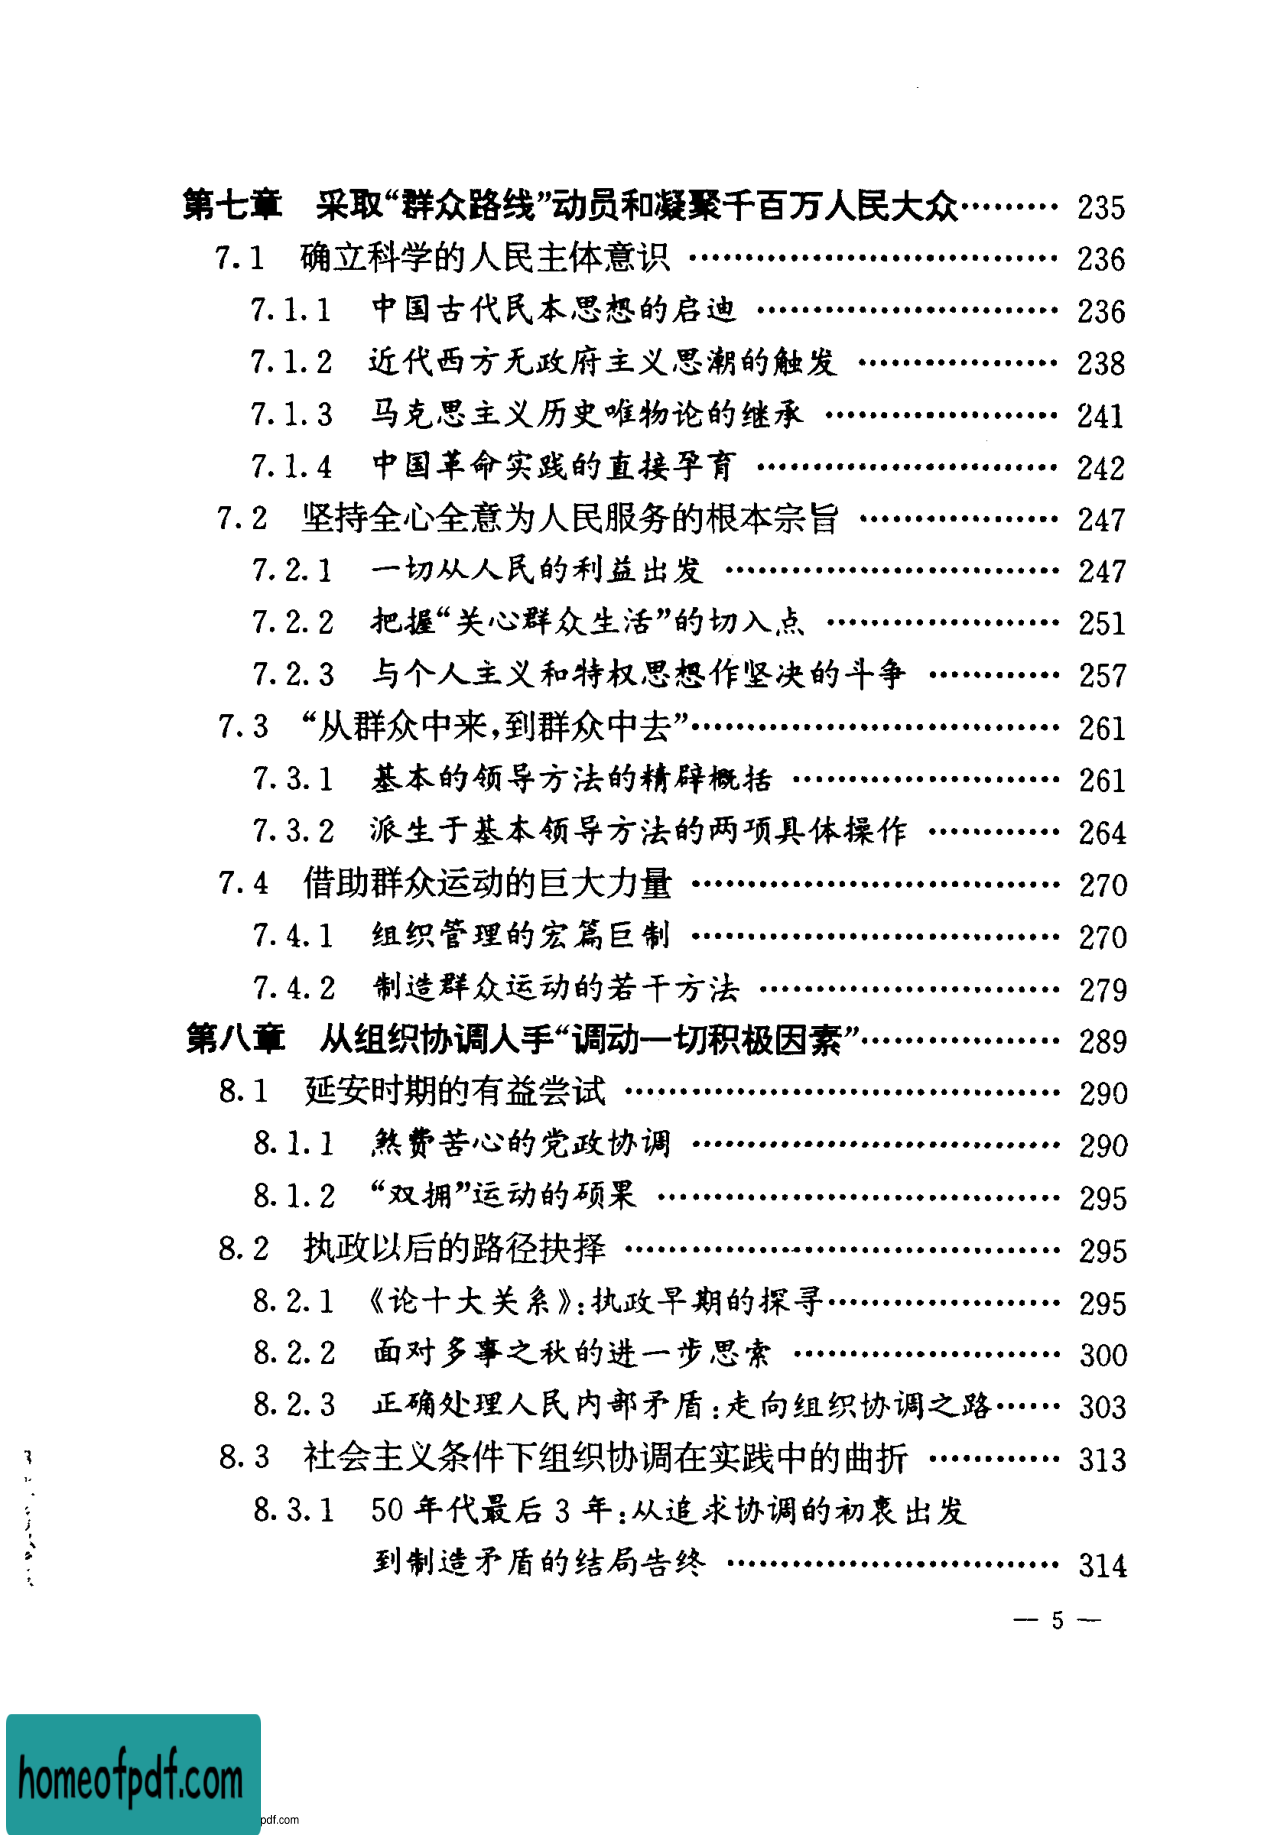 第七章　采取“群众路线”动员和凝聚千百万人民大众……… 235
7.1　确立科学的人民主体意识 …………………………… 236
7.1.1　中国古代民本思想的启迪 ……………………… 236
7.1.2　近代西方无政府主义思潮的触发 ……………… 238
7.1.3　马克思主义历史唯物论的继承 ………………… 241
7.1.4　中国革命实践的直接孕育 ……………………… 242
7.2　坚持全心全意为人民服务的根本宗旨 ……………… 247
7.2.1　一切从人民的利益出发 ………………………… 247
7.2.2　把握“关心群众生活”的切入点 ………………… 251
7.2.3　与个人主义和特权思想作坚决的斗争 ………… 257
7.3　“从群众中来,到群众中去”…………………………… 261
7.3.1　基本的领导方法的精辟概括 …………………… 261
7.3.2　派生于基本领导方法的两项具体操作 ………… 264
7.4　借助群众运动的巨大力量 …………………………… 270
7.4.1　组织管理的宏篇巨制 …………………………… 270
7.4.2　制造群众运动的若干方法 ……………………… 279
第八章　从组织协调人手“调动一切积极因素”……………… 289
8.1　延安时期的有益尝试 ………………………………… 290
8.1.1　煞费苦心的党政协调 …………………………… 290
8.1.2　“双拥”运动的硕果 ……………………………… 295
8.2　执政以后的路径抉择 ………………………………… 295
8.2.1　《论十大关系》:执政早期的探寻………………… 295
8.2.2　面对多事之秋的进一步思索 …………………… 300
8.2.3　正确处理人民内部矛盾:走向组织协调之路…… 303
8.3　社会主义条件下组织协调在实践中的曲折 ………… 313
8.3.1　50 年代最后 3 年:从追求协调的初衷出发
到制造矛盾的结局告终 ………………………… 314
— 5 —
homeofpdf.com
pdf.com